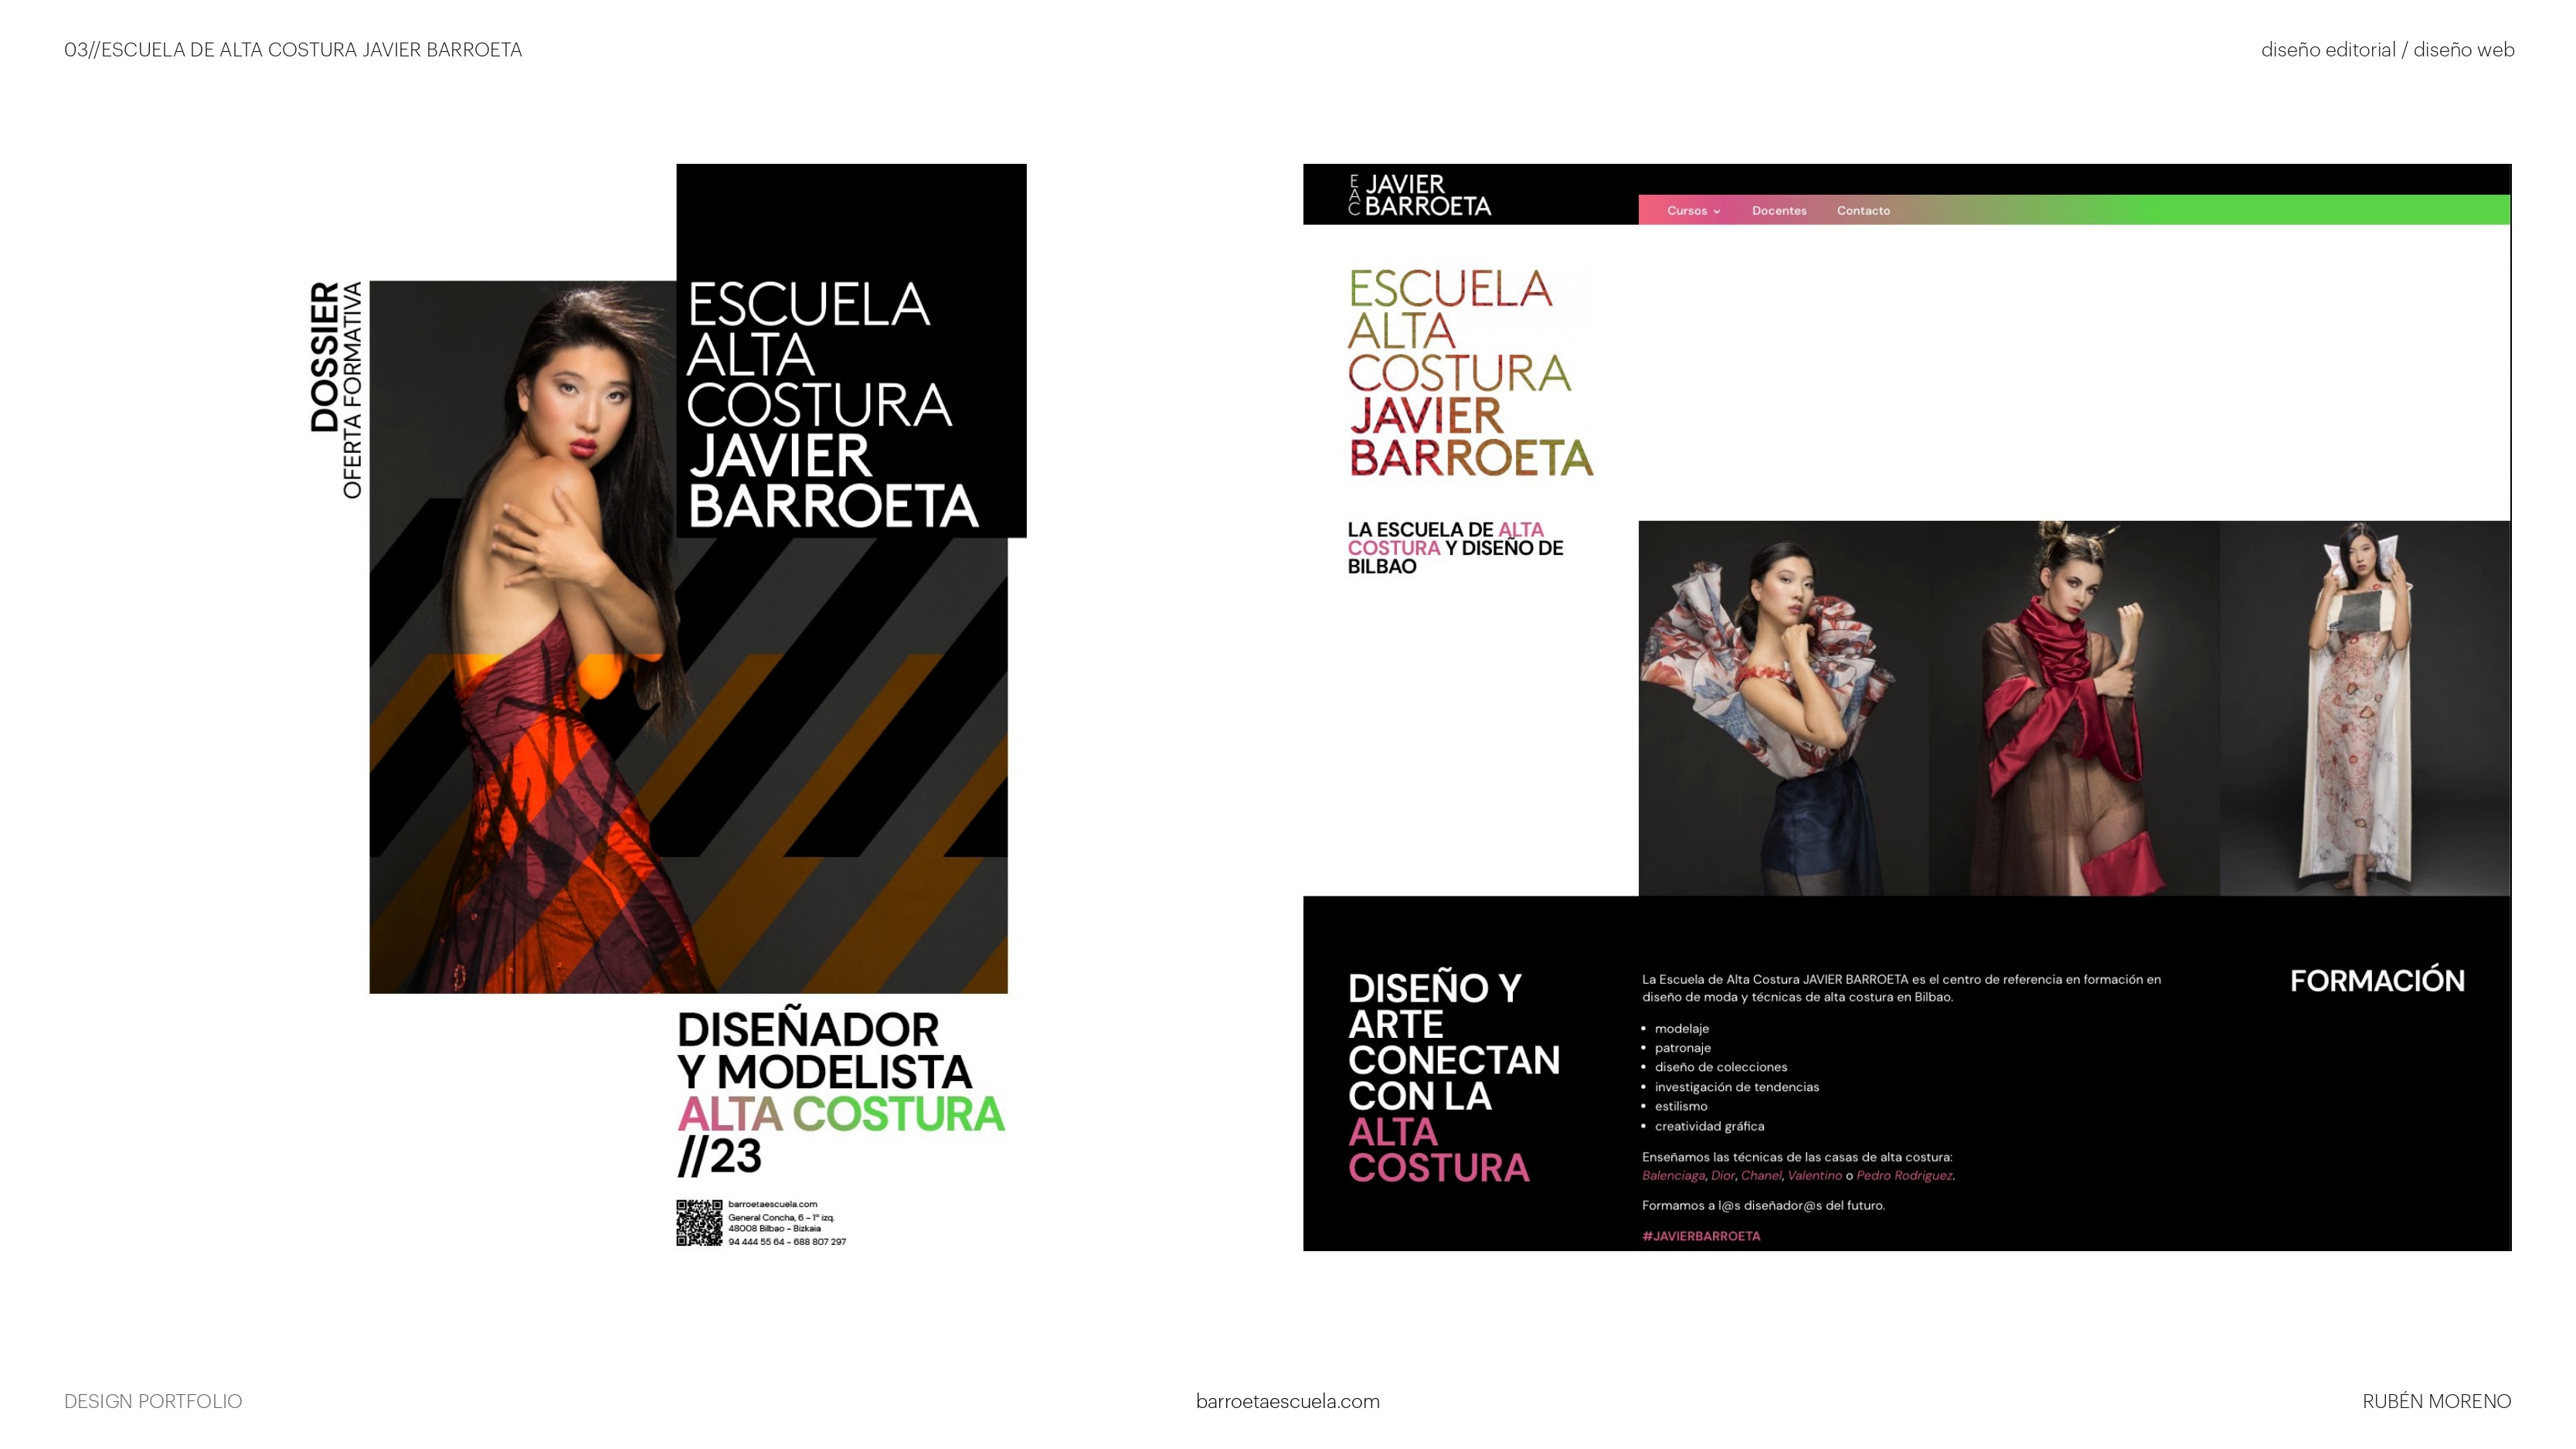 03//ESCUELA DE ALTA COSTURA JAVIER BARROETA
diseño editorial / diseño web
DOSSIER
OFERTA FORMATIVA
ESCUELA
ALTA
COSTURA
JAVIER
BARROETA
DISEÑADOR
Y MODELISTA
ALTA COSTURA
//23
barroetaescuela.com
General Concha, 6 - 1º izq.
48008 Bilbao - Bizkaia
94 444 55 64 - 688 807 297
EAC
JAVIER
BARROETA
Cursos
Docentes
Contacto
ESCUELA
ALTA
COSTURA
JAVIER
BARROETA
LA ESCUELA DE ALTA
COSTURA Y DISEÑO DE
BILBAO
DISEÑO Y
ARTE
CONECTAN
CON LA
ALTA
COSTURA
La Escuela de Alta Costura JAVIER BARROETA es el centro de referencia en formación en
diseño de moda y técnicas de alta costura en Bilbao.
• modelaje
• patronaje
• diseño de colecciones
• investigación de tendencias
• estilismo
• creatividad gráfica
Enseñamos las técnicas de las casas de alta costura:
Balenciaga, Dior, Chanel, Valentino o Pedro Rodriguez.
Formamos a l@s diseñador@s del futuro.
#JAVIERBARROETA
FORMACIÓN
DESIGN PORTFOLIO
barroetaescuela.com
RUBÉN MORENO